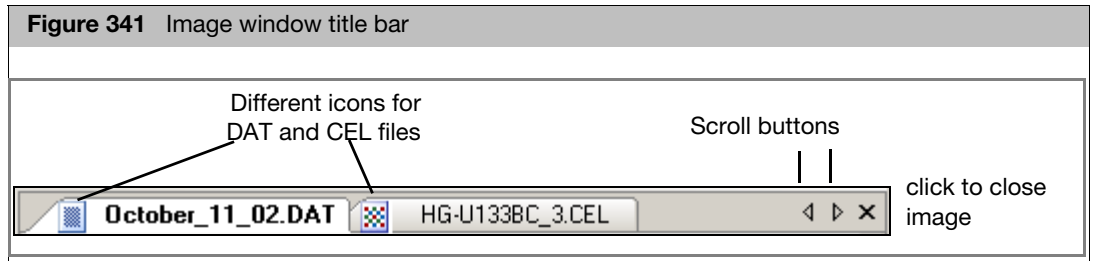 Figure 341 Image window title bar
Different icons for
DAT and CEL files
Scroll buttons
click to close
image
October_11_02.DAT
HG-U133BC_3.CEL